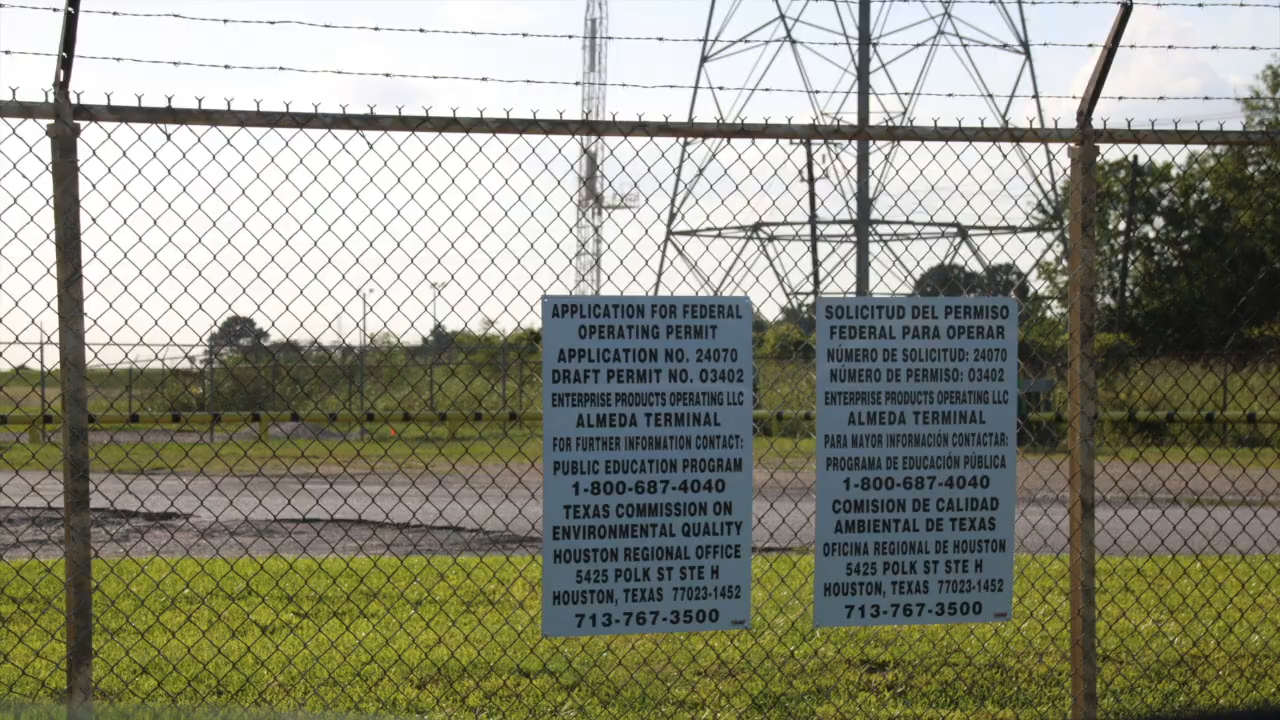 APPLICATION FOR FEDERAL
OPERATING PERMIT
APPLICATION NO. 24070
DRAFT PERMIT NO. O3402
ENTERPRISE PRODUCTS OPERATING LLC
ALMEDA TERMINAL
FOR FURTHER INFORMATION CONTACT:
PUBLIC EDUCATION PROGRAM
1-800-687-4040
TEXAS COMMISSION ON
ENVIRONMENTAL QUALITY
HOUSTON REGIONAL OFFICE
5425 POLK ST STE H
HOUSTON, TEXAS 77023-1452
713-767-3500
SOLICITUD DEL PERMISO
FEDERAL PARA OPERAR
NÚMERO DE SOLICITUD: 24070
NÚMERO DE PERMISO: O3402
ENTERPRISE PRODUCTS OPERATING LLC
ALMEDA TERMINAL
PARA MAYOR INFORMACIÓN CONTACTAR:
PROGRAMA DE EDUCACIÓN PÚBLICA
1-800-687-4040
COMISION DE CALIDAD
AMBIENTAL DE TEXAS
OFICINA REGIONAL DE HOUSTON
5425 POLK ST STE H
HOUSTON, TEXAS 77023-1452
713-767-3500